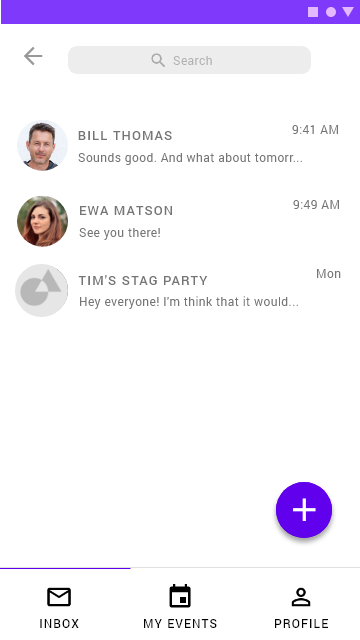 Search
BILL THOMAS
9:41 AM
Sounds good. And what about tomorr...
EWA MATSON
9:49 AM
See you there!
TIM'S STAG PARTY
Mon
Hey everyone! I'm think that it would...
INBOX
MY EVENTS
PROFILE